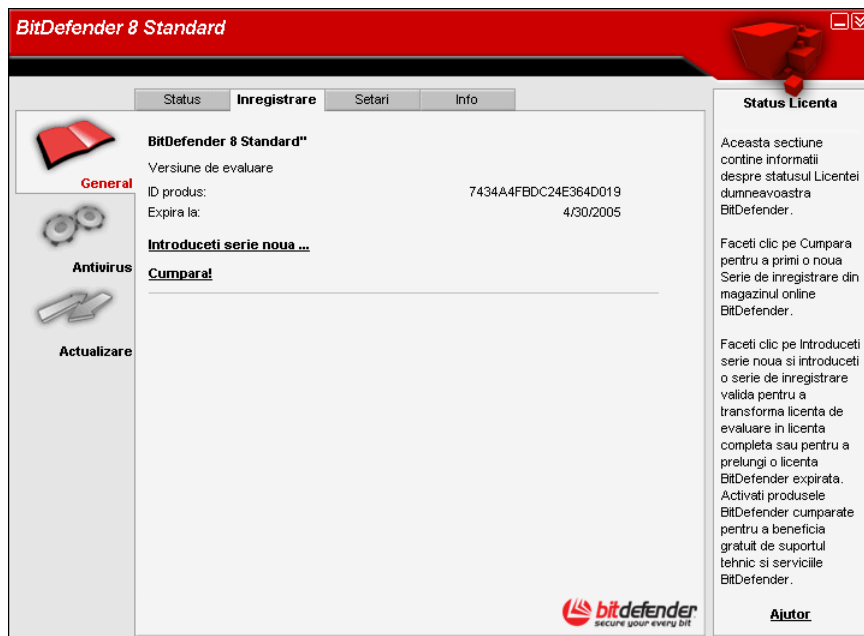 BitDefender 8 Standard
Status
Inregistrare
Setari
Info
General
Antivirus
Actualizare
BitDefender 8 Standard"
Versiune de evaluare
ID produs: 7434A4FBDC24E364D019
Expira la: 4/30/2005
Introduceti serie noua ...
Cumpara!
bitdefender
secure your every bit
Status Licenta
Aceasta sectiune
contine informatii
despre statusul Licentei
dumneavoastra
BitDefender.
Faceti clic pe Cumpara
pentru a primi o noua
Serie de inregistrare din
magazinul online
BitDefender.
Faceti clic pe Introduceti
serie noua si introduceti
o serie de inregistrare
valida pentru a
transforma licenta de
evaluare in licenta
completa sau pentru a
prelungi o licenta
BitDefender expirata.
Activati produsele
BitDefender cumparate
pentru a beneficia
gratuit de suportul
tehnic si serviciile
BitDefender.
Ajutor